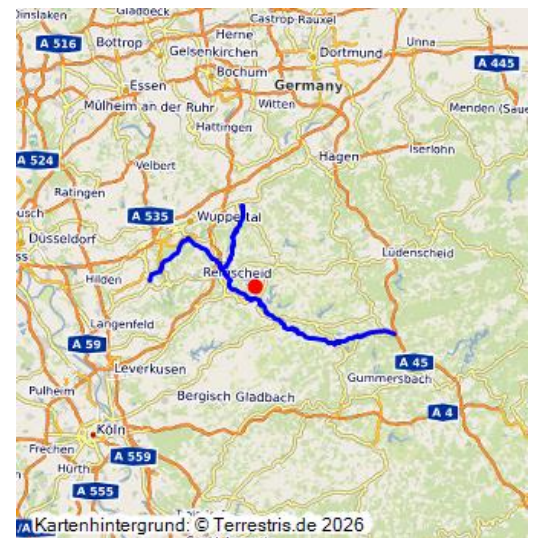 Dinslaken
Gladbeck
Castrop-Rauxel
Herne
A 516
Bottrop
Gelsenkirchen
Dortmund
Unna
A 445
Bochum
Germany
Essen
Mülheim an der Ruhr
Witten
Menden (Saue
Hattingen
Iserlohn
A 524
Hagen
Velbert
Ratingen
A 535
Wuppertal
usch
Düsseldorf
ss
Lüdenscheid
Hilden
Remscheid
Langenfeld
A 59
A 45
Leverkusen
Gummersbach
Pulheim
Bergisch Gladbach
A 4
Köln
Frechen
A 559
Hürth
A 555
/A
Kartenhintergrund: © Terrestris.de 2026